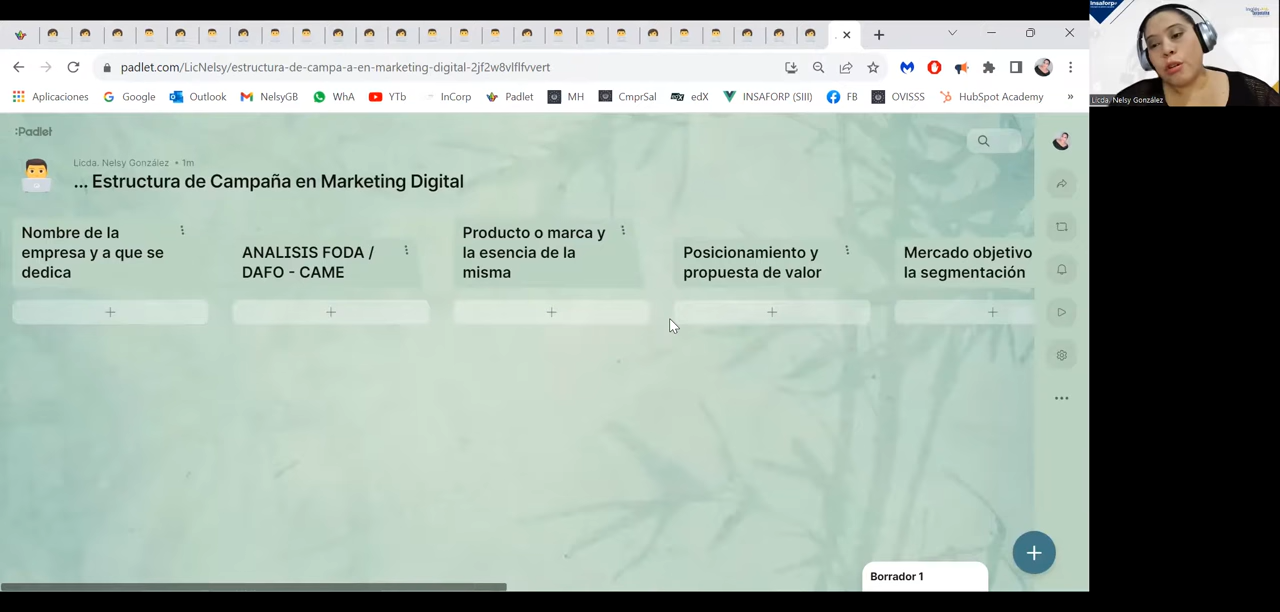 padlet.com/LicNelsy/estructura-de-campa-a-en-marketing-digital-2jf2w8vlflfvvert
Aplicaciones
Google
Outlook
NelsyGB
WhA
YTb
InCorp
Padlet
MH
CmprSal
edX
INSAFORP (SIII)
FB
OVISSS
HubSpot Academy
»
:Padlet
Licda. Nelsy González • 1m
... Estructura de Campaña en Marketing Digital
Nombre de la
empresa y a que se
dedica
ANALISIS FODA /
DAFO - CAME
Producto o marca y
la esencia de la
misma
Posicionamiento y
propuesta de valor
Mercado objetivo
la segmentación
Borrador 1
Insaforp
Licda. Nelsy González